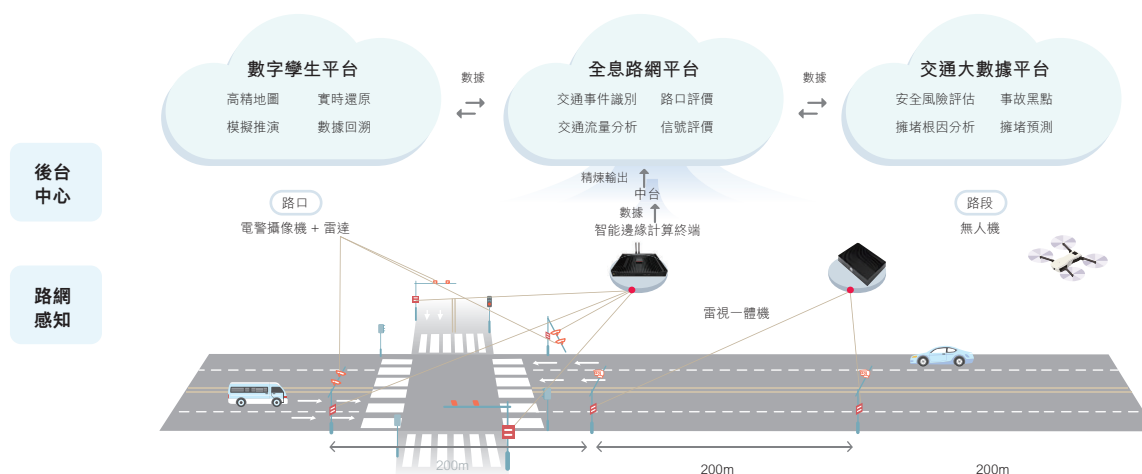 數字孿生平台
高精地圖 實時還原
模擬推演 數據回溯
數據
全息路網平台
交通事件識別 路口評價
交通流量分析 信號評價
數據
交通大數據平台
安全風險評估 事故黑點
擁堵根因分析 擁堵預測
後台
中心
精煉輸出
中台
數據
智能邊緣計算終端
路口
電警攝像機 + 雷達
路段
無人機
路網
感知
雷視一體機
200m
200m
200m